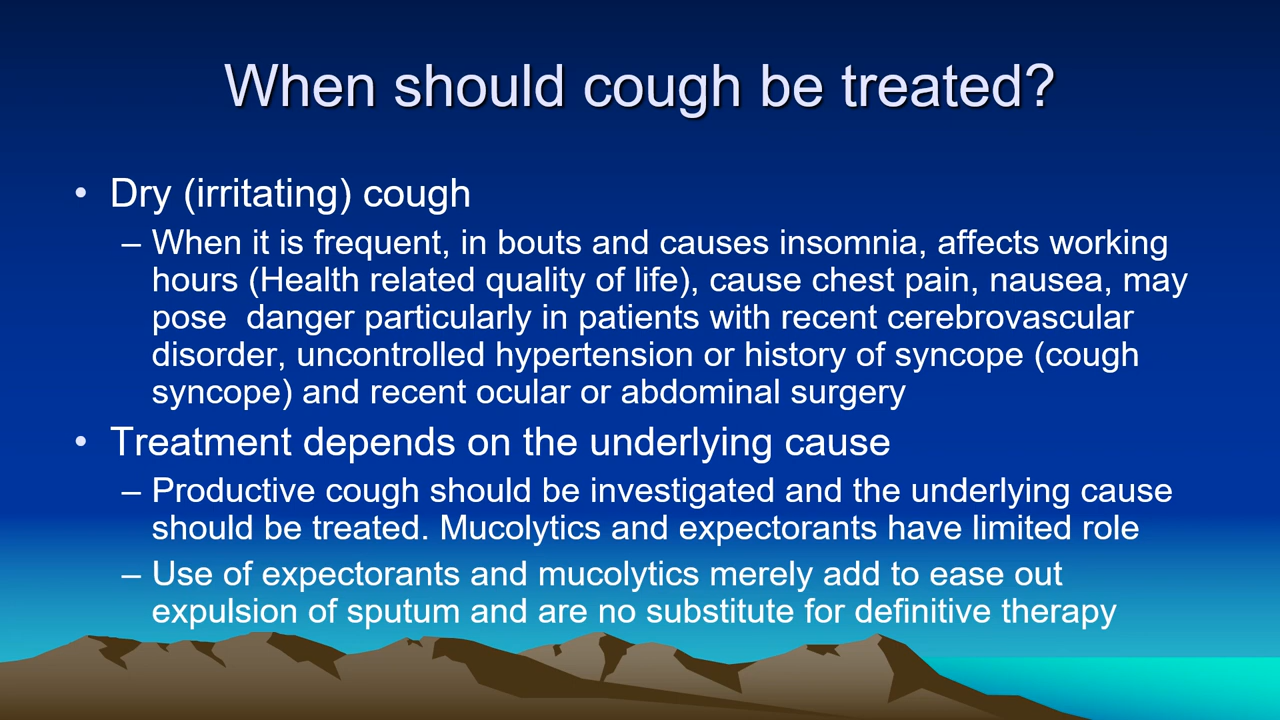 When should cough be treated?
• Dry (irritating) cough
– When it is frequent, in bouts and causes insomnia, affects working
hours (Health related quality of life), cause chest pain, nausea, may
pose  danger particularly in patients with recent cerebrovascular
disorder, uncontrolled hypertension or history of syncope (cough
syncope) and recent ocular or abdominal surgery
• Treatment depends on the underlying cause
– Productive cough should be investigated and the underlying cause
should be treated. Mucolytics and expectorants have limited role
– Use of expectorants and mucolytics merely add to ease out
expulsion of sputum and are no substitute for definitive therapy